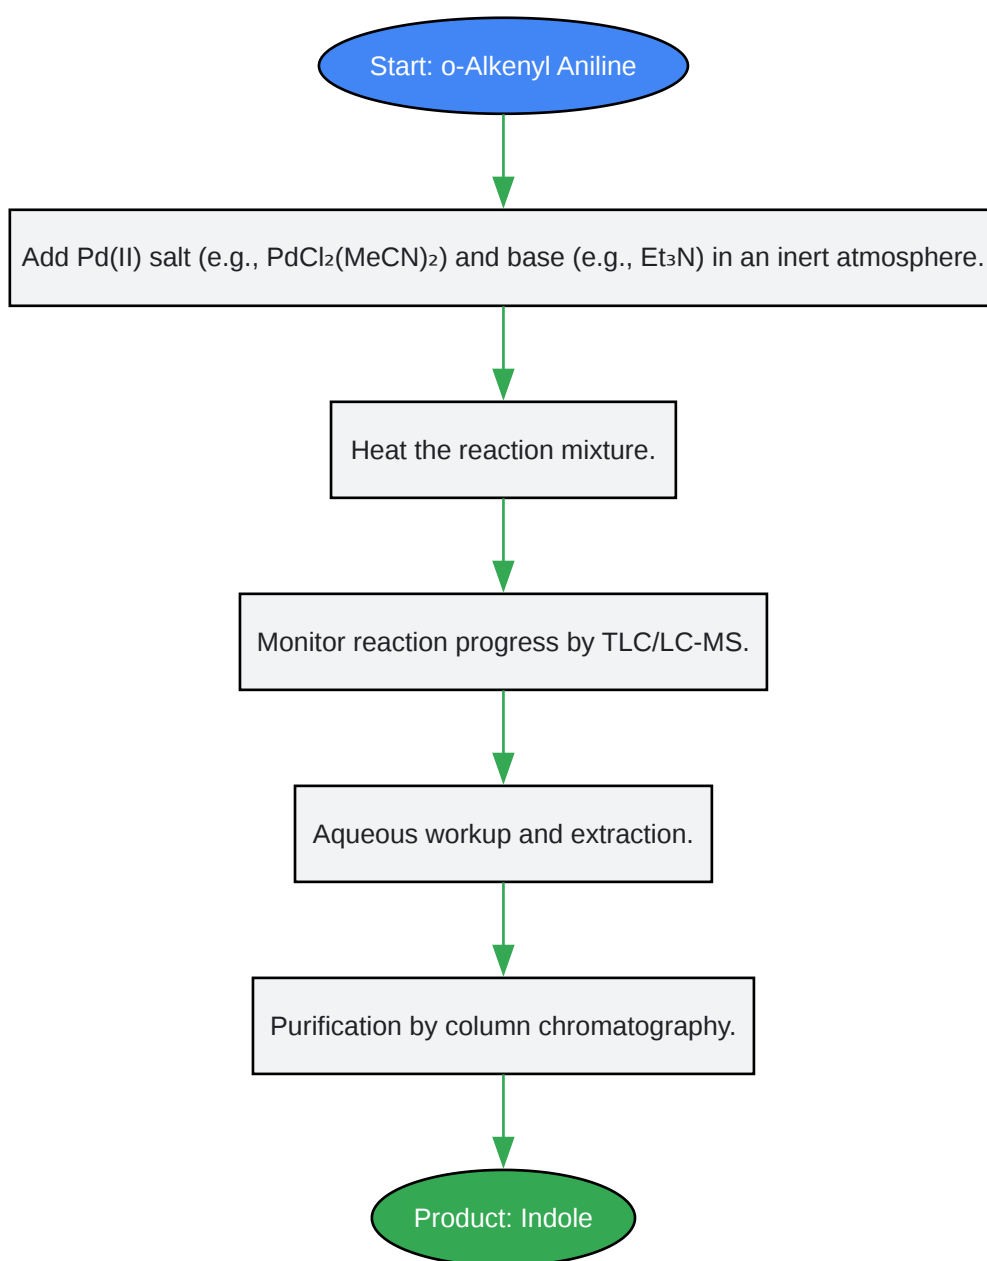 Start: o-Alkenyl Aniline
Add Pd(II) salt (e.g., PdCl₂(MeCN)₂) and base (e.g., Et₃N) in an inert atmosphere.
Heat the reaction mixture.
Monitor reaction progress by TLC/LC-MS.
Aqueous workup and extraction.
Purification by column chromatography.
Product: Indole